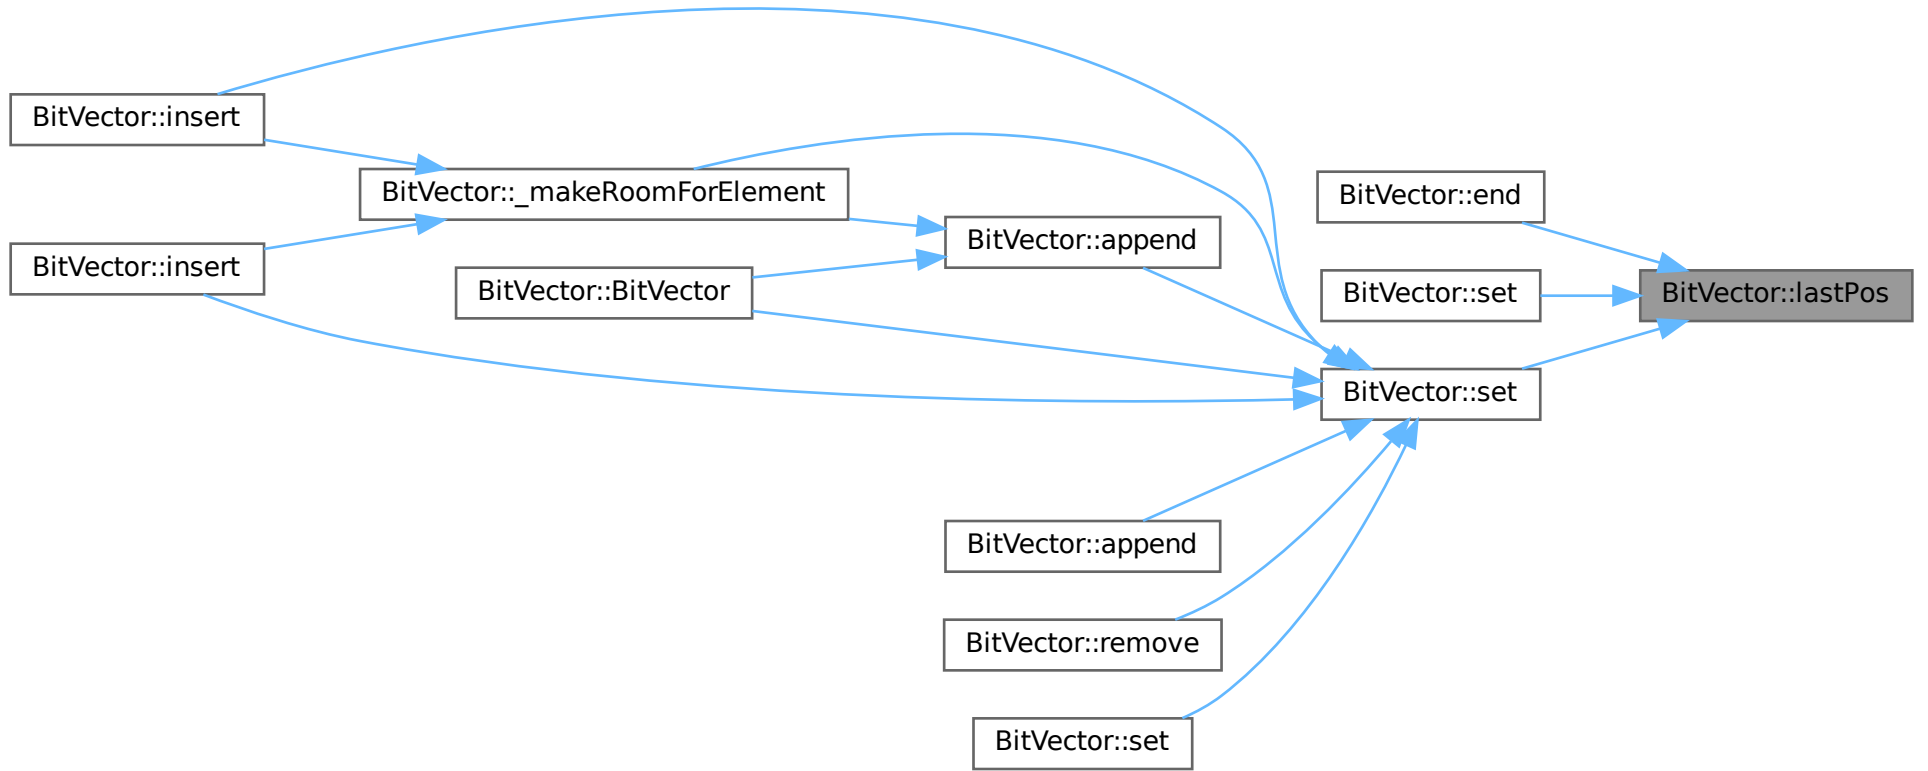 BitVector::insert
BitVector::_makeRoomForElement
BitVector::end
BitVector::append
BitVector::insert
BitVector::BitVector
BitVector::set
BitVector::lastPos
BitVector::set
BitVector::append
BitVector::remove
BitVector::set